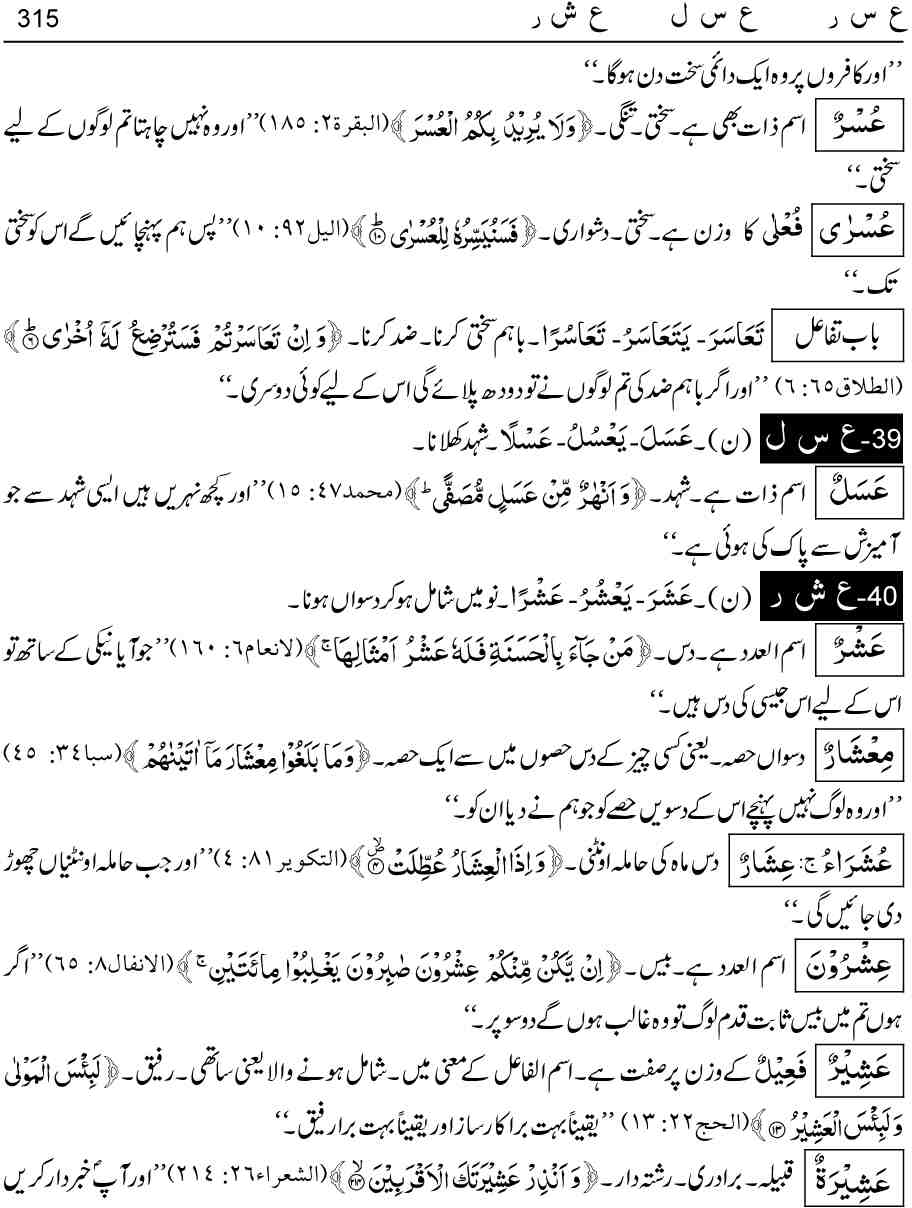 315 ع س ر ع س ل ع ش ر
’’اور کافروں پر وہ ایک دائمی سخت دن ہوگا۔‘‘
عُسْرٌ اسم ذات بھی ہے۔ سختی۔ تنگی۔ ﴿وَلَا یُرِیْدُ بِکُمُ الْعُسْرَ﴾ (البقرۃ۲: ۱۸۵) ’’اور وہ نہیں چاہتا تم لوگوں کے لیے
سختی۔‘‘
عُسْرٰی فُعْلٰی کا وزن ہے۔ سختی۔ دشواری۔ ﴿فَسَنُیَسِّرُہٗ لِلْعُسْرٰی ؕ۱۰﴾ (الیل۹۲: ۱۰) ’’پس ہم پہنچائیں گے اس کو سختی
تک۔‘‘
باب تفاعل تَعَاسَرَ- یَتَعَاسَرُ- تَعَاسُرًا۔ باہم سختی کرنا۔ ضد کرنا۔ ﴿وَاِنْ تَعَاسَرْتُمْ فَسَتُرْضِعُ لَہٗۤ اُخْرٰی ؕ۶﴾
(الطلاق۶۵: ۶) ’’اور اگر باہم ضد کی تم لوگوں نے تو دودھ پلائے گی اس کے لیے کوئی دوسری۔‘‘
39-ع س ل (ن)۔ عَسَلَ- یَعْسُلُ- عَسْلًا۔ شہد کھلانا۔
عَسَلٌ اسم ذات ہے۔ شہد۔ ﴿وَاَنْھٰرٌ مِّنْ عَسَلٍ مُّصَفًّی ؕ﴾ (محمد۴۷: ۱۵) ’’اور کچھ نہریں ہیں ایسی شہد سے جو
آمیزش سے پاک کی ہوئی ہے۔‘‘
40-ع ش ر (ن)۔ عَشَرَ- یَعْشُرُ- عَشْرًا۔ نو میں شامل ہو کر دسواں ہونا۔
عَشْرٌ اسم العدد ہے۔ دس۔ ﴿مَنْ جَآءَ بِالْحَسَنَةِ فَلَہٗ عَشْرُ اَمْثَالِھَا ۚ﴾ (لانعام۶: ۱۶۰) ’’جو آیا نیکی کے ساتھ تو
اس کے لیے اس جیسی کی دس ہیں۔‘‘
مِعْشَارٌ دسواں حصہ۔ یعنی کسی چیز کے دس حصوں میں سے ایک حصہ۔ ﴿وَمَا بَلَغُوْا مِعْشَارَ مَاۤ اٰتَیْنٰھُمْ﴾ (سبا۳۴: ۴۵)
’’اور وہ لوگ نہیں پہنچے اس کے دسویں حصے کو جو ہم نے دیا ان کو۔‘‘
عُشَرَاءُ ج: عِشَارٌ دس ماہ کی حاملہ اونٹنی۔ ﴿وَاِذَا الْعِشَارُ عُطِّلَتْ ۪ۙ۴﴾ (التکویر۸۱: ۴) ’’اور جب حاملہ اونٹنیاں چھوڑ
دی جائیں گی۔‘‘
عِشْرُوْنَ اسم العدد ہے۔ بیس۔ ﴿اِنْ یَّکُنْ مِّنْکُمْ عِشْرُوْنَ صٰبِرُوْنَ یَغْلِبُوْا مِائَتَیْنِ ۚ﴾ (الانفال۸: ۶۵) ’’اگر
ہوں تم میں بیس ثابت قدم لوگ تو وہ غالب ہوں گے دو سو پر۔‘‘
عَشِیْرٌ فَعِیْلٌ کے وزن پر صفت ہے۔ اسم الفاعل کے معنی میں۔ شامل ہونے والا یعنی ساتھی۔ رفیق۔ ﴿لَبِئْسَ الْمَوْلٰی
وَلَبِئْسَ الْعَشِیْرُ ۱۳﴾ (الحج۲۲: ۱۳) ’’یقیناً بہت برا کارساز اور یقیناً بہت برا رفیق۔‘‘
عَشِیْرَۃٌ قبیلہ۔ برادری۔ رشتہ دار۔ ﴿وَاَنْذِرْ عَشِیْرَتَكَ الْاَقْرَبِیْنَ ۙ۲۱۴﴾ (الشعراء۲۶: ۲۱۴) ’’اور آپؐ خبردار کریں